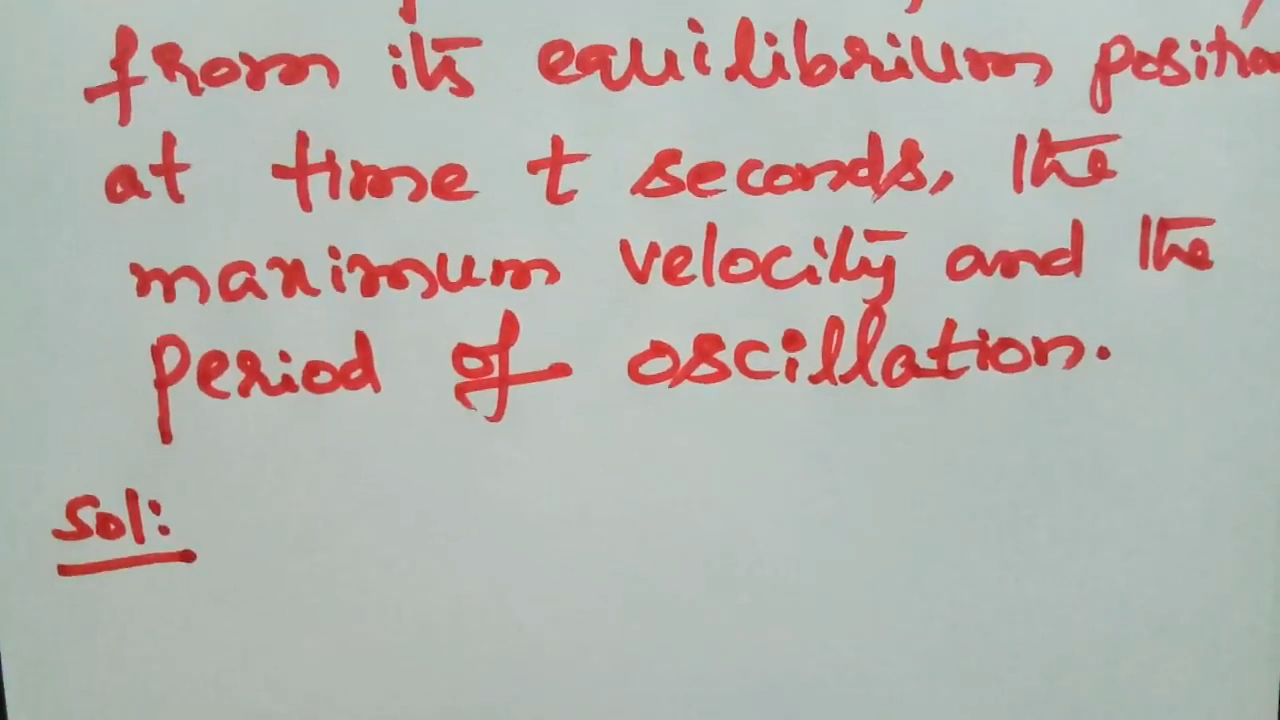 from its equilibrium position
at time t seconds, the
maximum velocity and the
period of oscillation.
Sol: